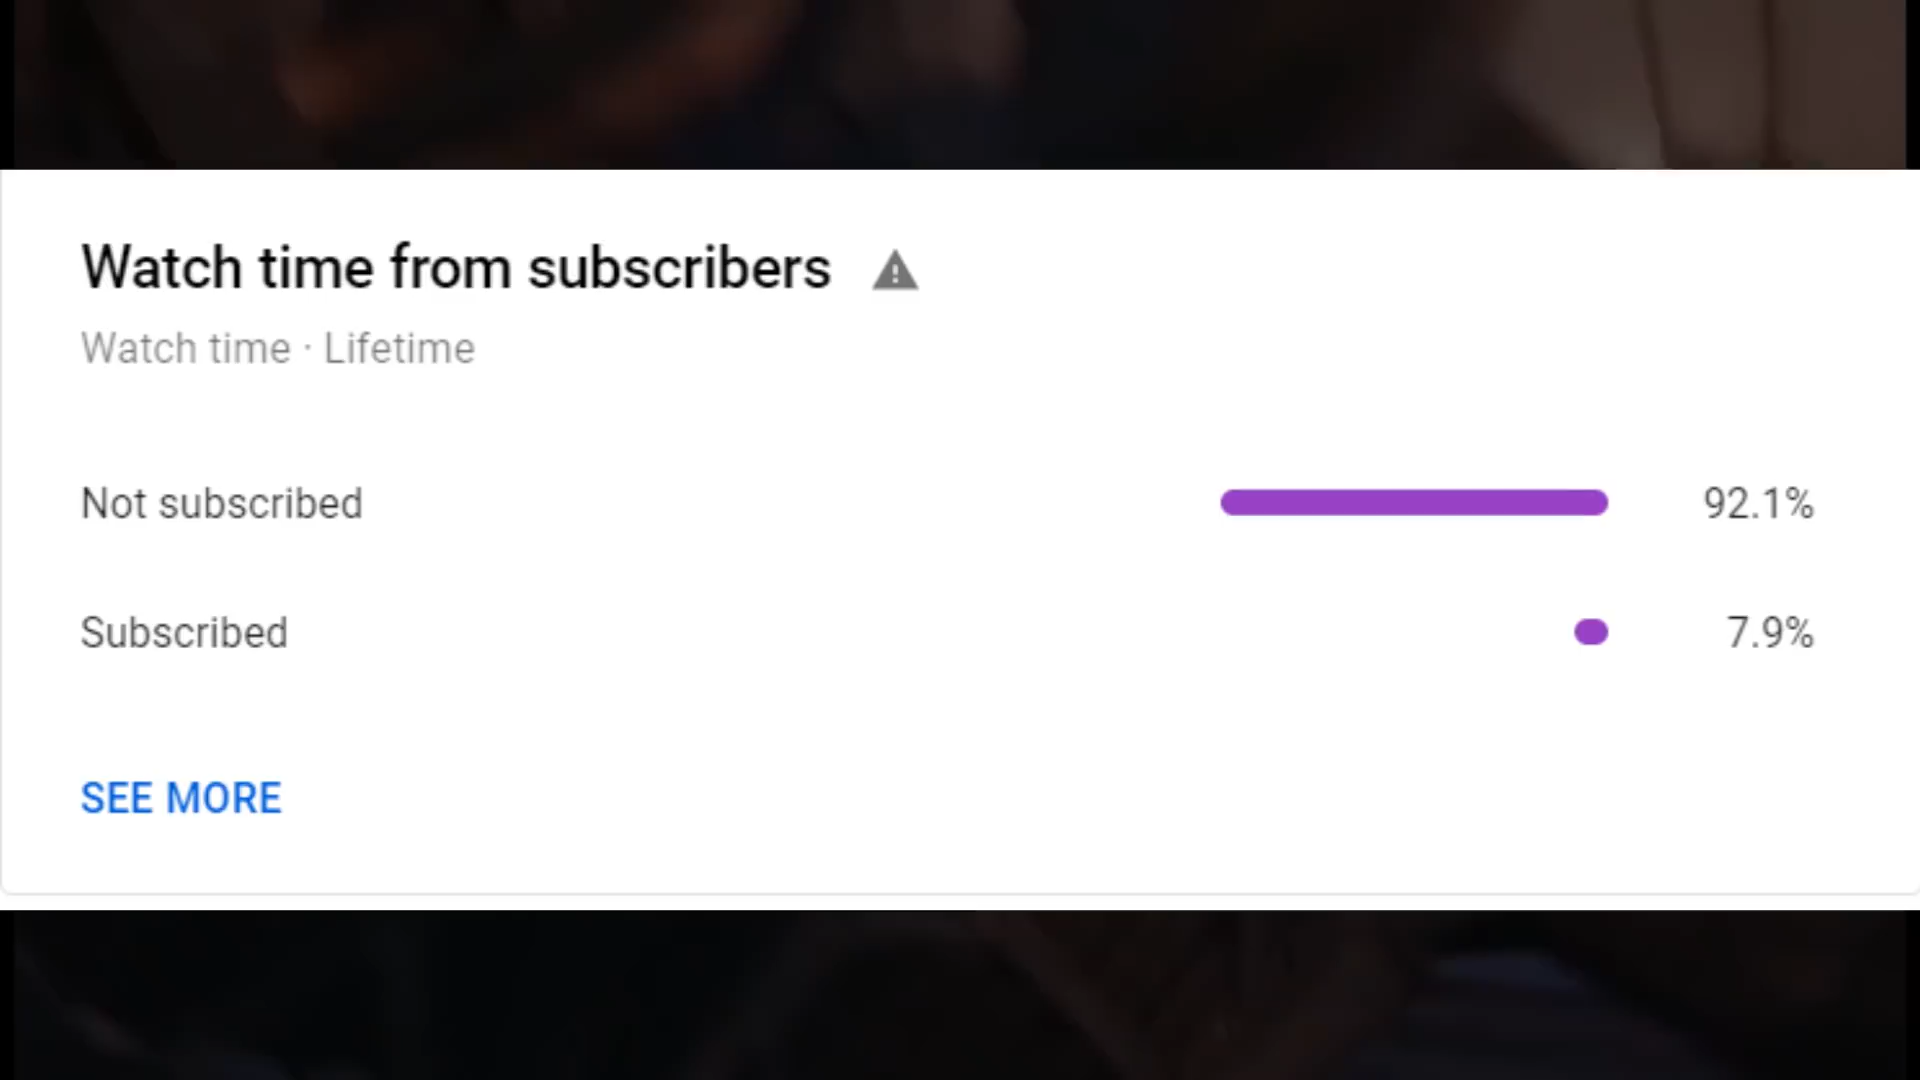 Watch time from subscribers
Watch time · Lifetime
Not subscribed 92.1%
Subscribed 7.9%
SEE MORE